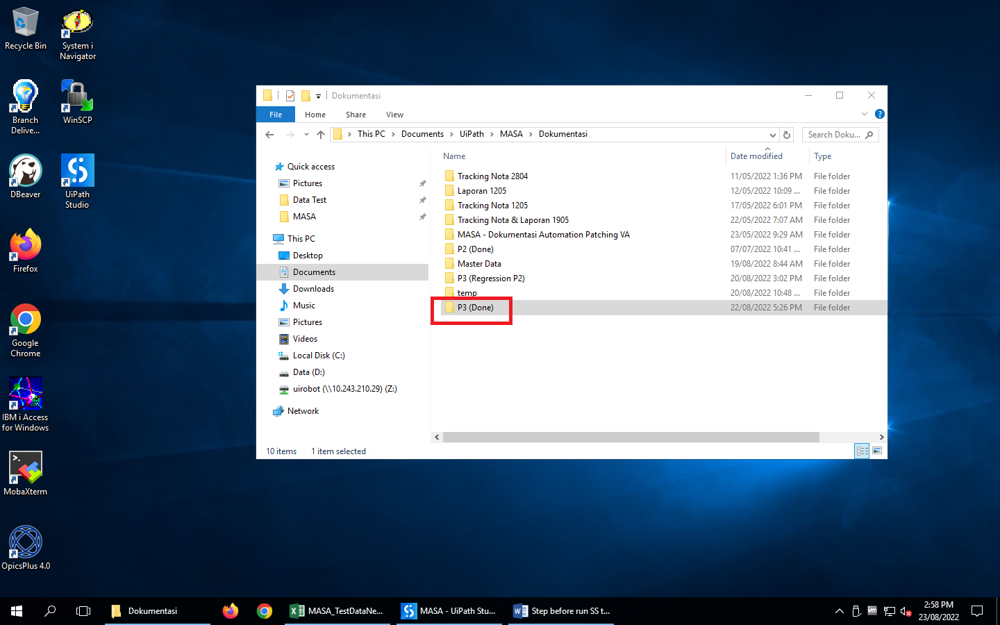 Recycle Bin
System i
Navigator
Branch
Delive...
WinSCP
DBeaver
UiPath
Studio
Firefox
Google
Chrome
IBM i Access
for Windows
MobaXterm
OpicsPlus 4.0
Dokumentasi
File Home Share View
This PC > Documents > UiPath > MASA > Dokumentasi
Search Doku...
Quick access
Pictures
Data Test
MASA
This PC
Desktop
Documents
Downloads
Music
Pictures
Videos
Local Disk (C:)
Data (D:)
uirobot (\\10.243.210.29) (Z:)
Network
Name Date modified Type
Tracking Nota 2804 11/05/2022 1:36 PM File folder
Laporan 1205 12/05/2022 10:09 ... File folder
Tracking Nota 1205 17/05/2022 6:01 PM File folder
Tracking Nota & Laporan 1905 22/05/2022 7:07 AM File folder
MASA - Dokumentasi Automation Patching VA 23/05/2022 9:29 AM File folder
P2 (Done) 07/07/2022 10:41 ... File folder
Master Data 19/08/2022 8:44 AM File folder
P3 (Regression P2) 20/08/2022 3:02 PM File folder
temp 20/08/2022 10:48 ... File folder
P3 (Done) 22/08/2022 5:26 PM File folder
10 items 1 item selected
Dokumentasi
MASA_TestDataNe...
MASA - UiPath Stu...
Step before run SS t...
vm
2:58 PM
23/08/2022